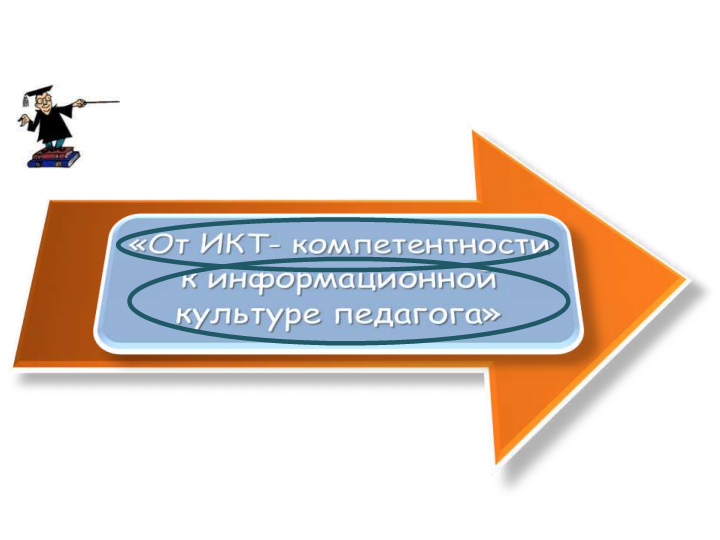 «От ИКТ- компетентности
к информационной
культуре педагога»